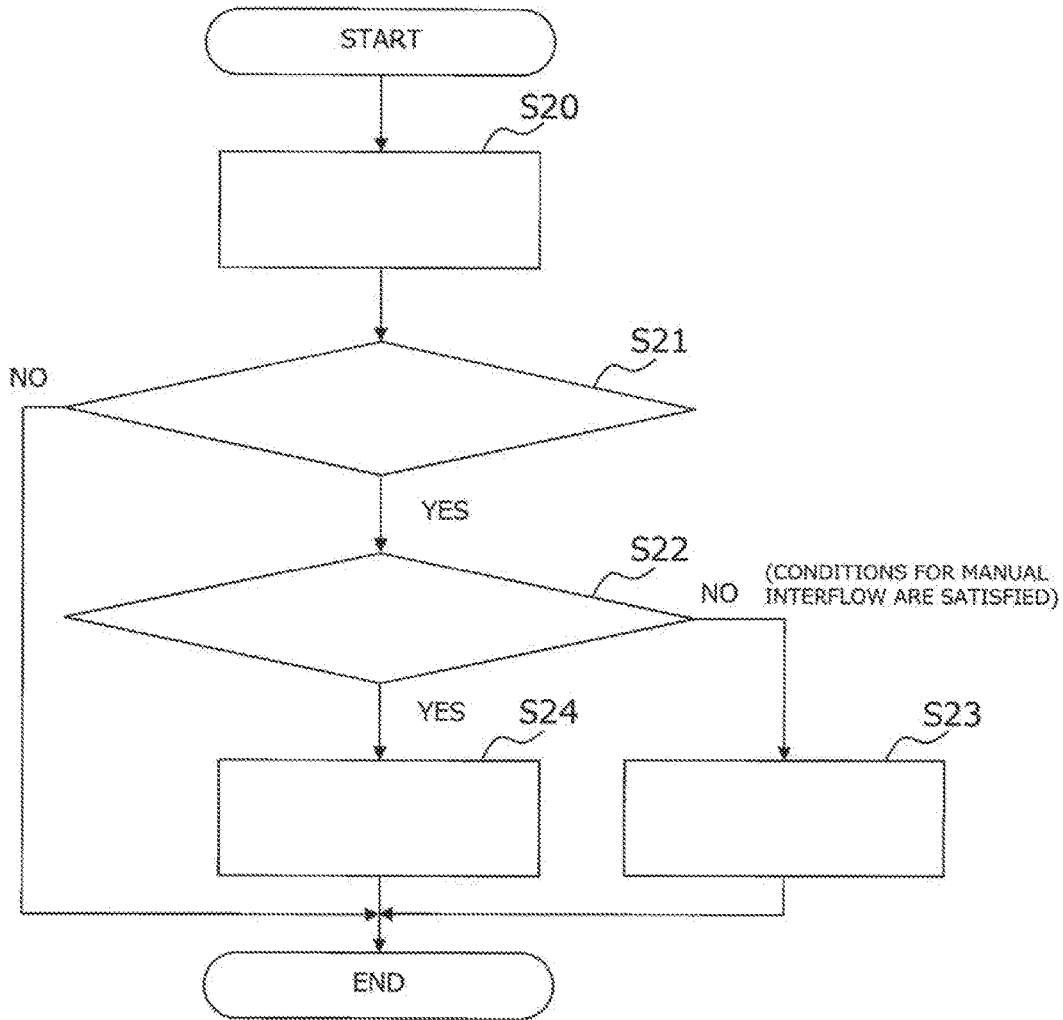 START
S20
S21
NO
YES
S22
NO
(CONDITIONS FOR MANUAL
INTERFLOW ARE SATISFIED)
YES
S24
S23
END